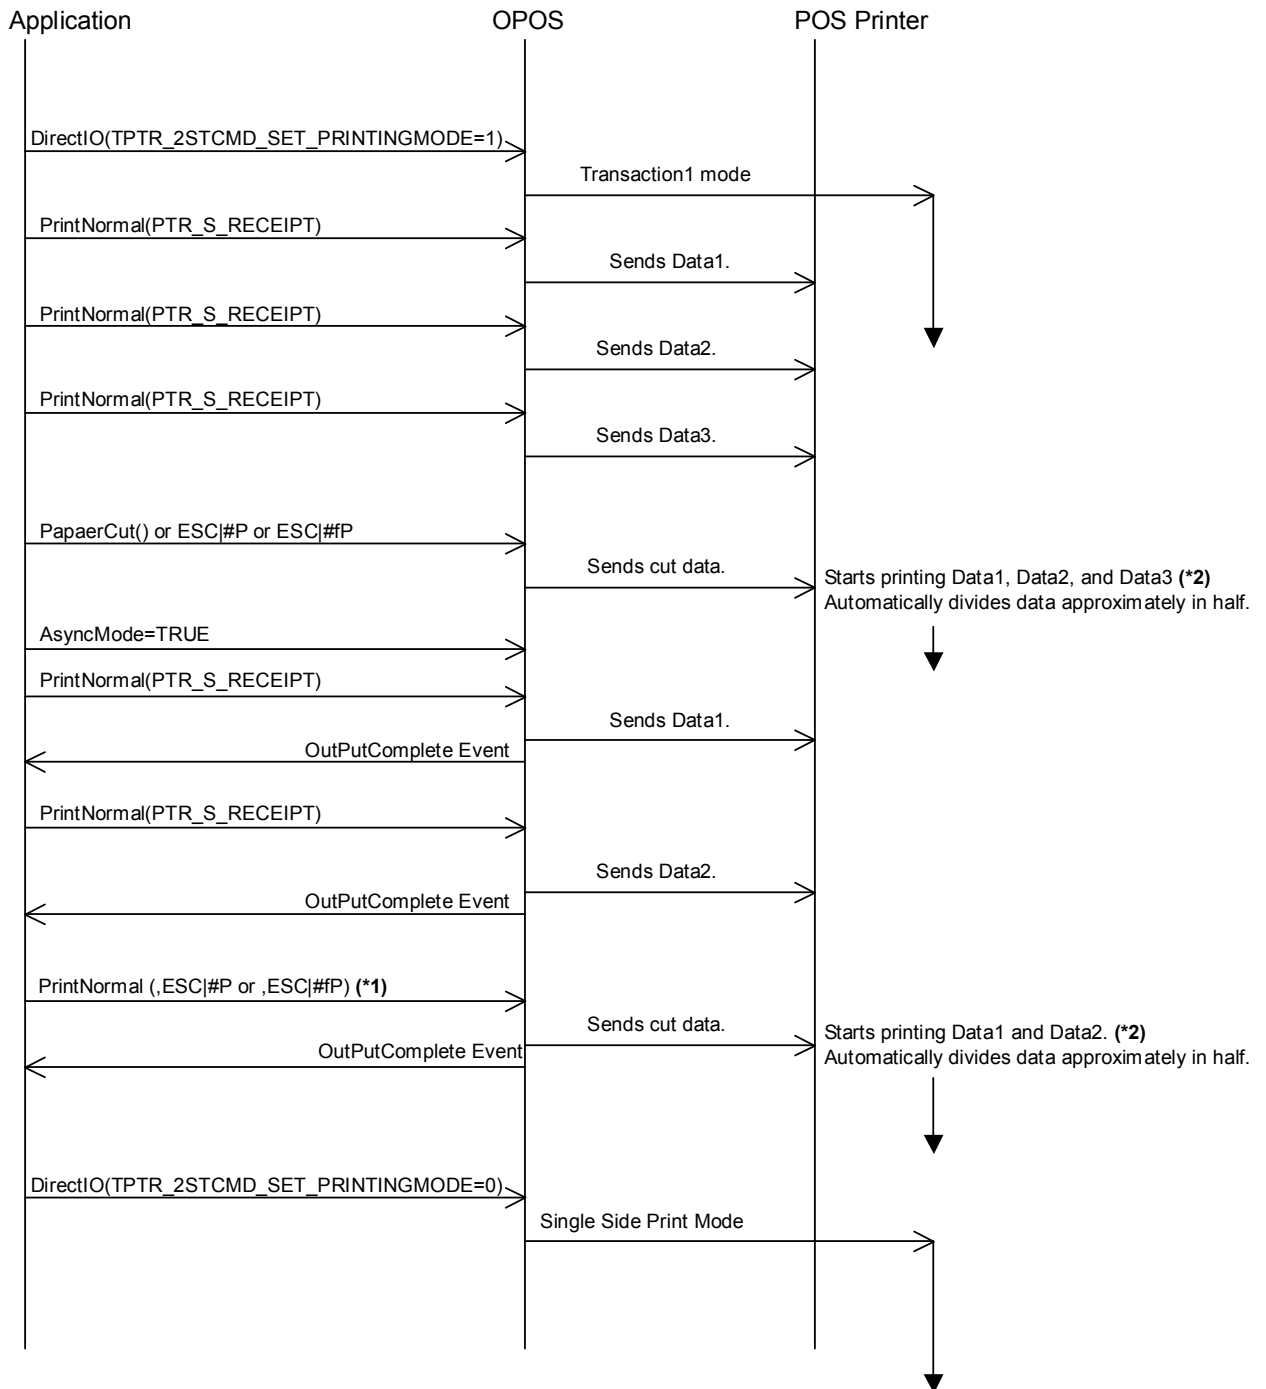 Application
OPOS
POS Printer
DirectIO(TPTR_2STCMD_SET_PRINTINGMODE=1)
Transaction1 mode
PrintNormal(PTR_S_RECEIPT)
Sends Data1.
PrintNormal(PTR_S_RECEIPT)
Sends Data2.
PrintNormal(PTR_S_RECEIPT)
Sends Data3.
PapaerCut() or ESC|#P or ESC|#fP
Sends cut data.
Starts printing Data1, Data2, and Data3 (*2)
Automatically divides data approximately in half.
AsyncMode=TRUE
PrintNormal(PTR_S_RECEIPT)
Sends Data1.
OutPutComplete Event
PrintNormal(PTR_S_RECEIPT)
Sends Data2.
OutPutComplete Event
PrintNormal (,ESC|#P or ,ESC|#fP) (*1)
Sends cut data.
Starts printing Data1 and Data2. (*2)
Automatically divides data approximately in half.
OutPutComplete Event
DirectIO(TPTR_2STCMD_SET_PRINTINGMODE=0)
Single Side Print Mode